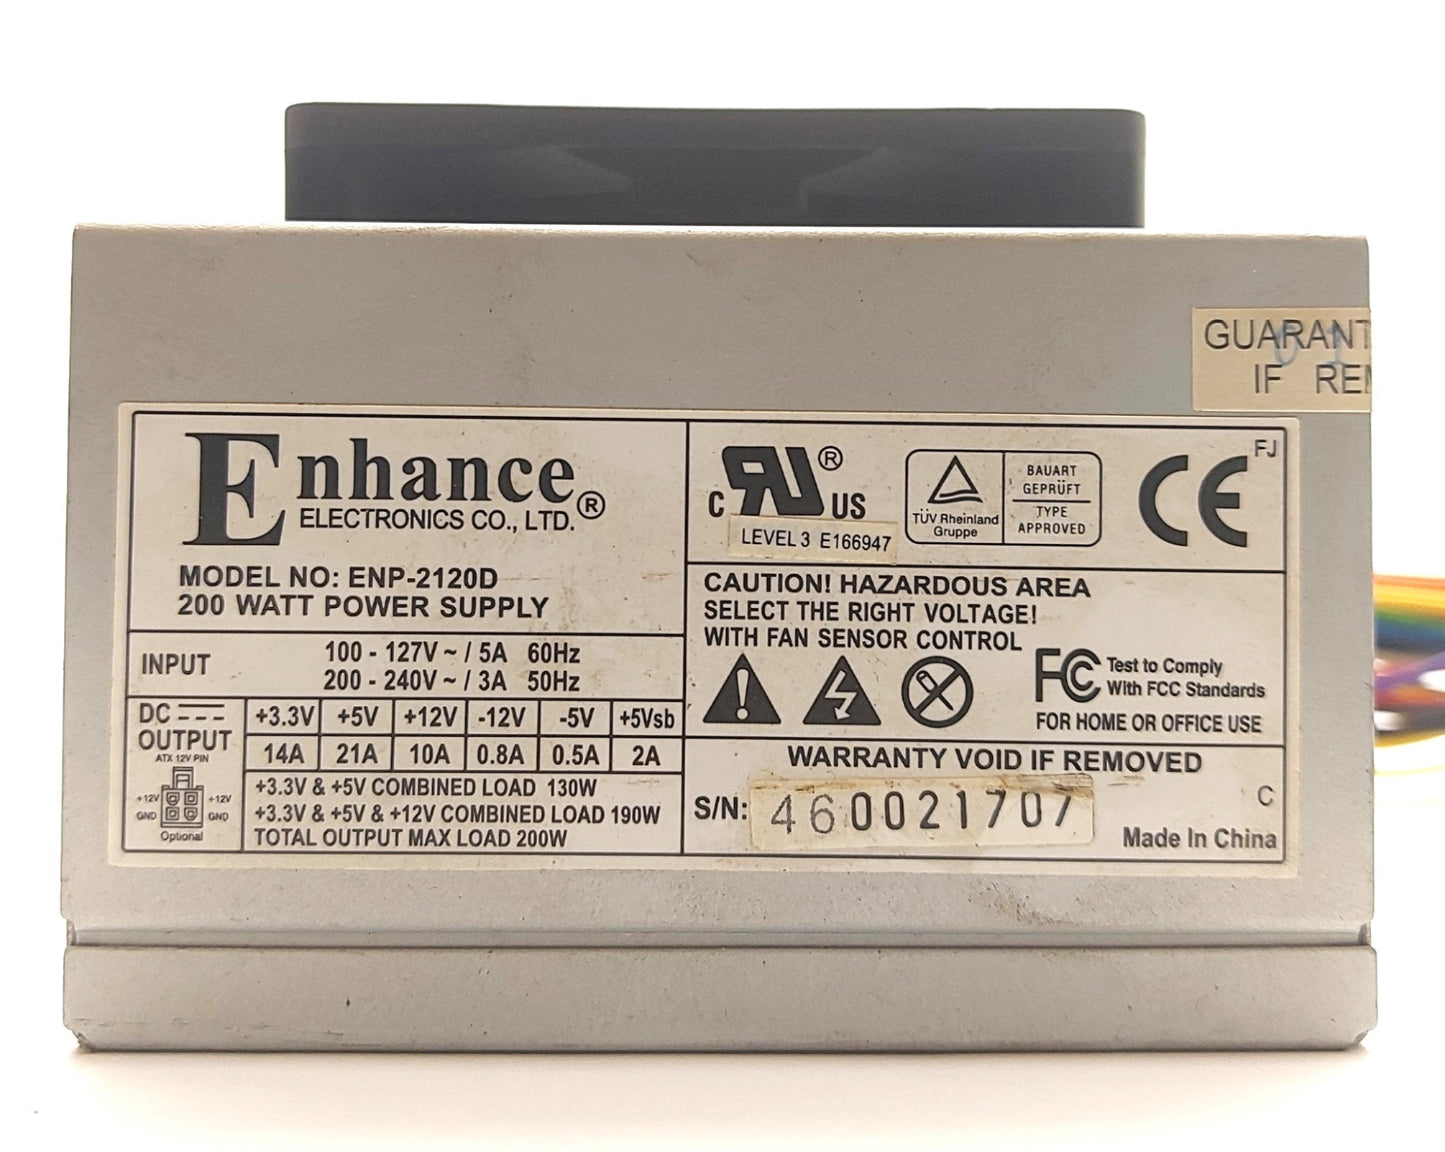 GUARANT
01
IF REM
Enhance®
ELECTRONICS CO., LTD.
MODEL NO: ENP-2120D
200 WATT POWER SUPPLY
INPUT
100 - 127V ~ / 5A 60Hz
200 - 240V ~ / 3A 50Hz
DC
OUTPUT
+3.3V +5V +12V -12V -5V +5Vsb
14A 21A 10A 0.8A 0.5A 2A
ATX 12V PIN
+12V +12V
GND GND
Optional
+3.3V & +5V COMBINED LOAD 130W
+3.3V & +5V & +12V COMBINED LOAD 190W
TOTAL OUTPUT MAX LOAD 200W
C RU® US
LEVEL 3 E166947
TÜV Rheinland
Gruppe
BAUART
GEPRÜFT
TYPE
APPROVED
CE
FJ
CAUTION! HAZARDOUS AREA
SELECT THE RIGHT VOLTAGE!
WITH FAN SENSOR CONTROL
FCC
Test to Comply
With FCC Standards
FOR HOME OR OFFICE USE
WARRANTY VOID IF REMOVED
S/N: 460021707
C
Made In China